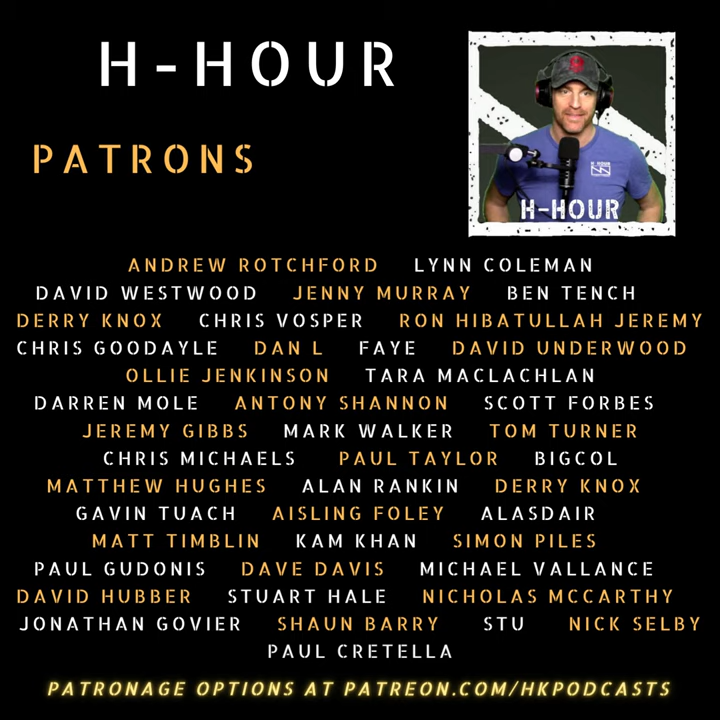 H-HOUR
PATRONS
H HOUR
H-HOUR
ANDREW ROTCHFORD LYNN COLEMAN
DAVID WESTWOOD JENNY MURRAY BEN TENCH
DERRY KNOX CHRIS VOSPER RON HIBATULLAH JEREMY
CHRIS GOODAYLE DAN L FAYE DAVID UNDERWOOD
OLLIE JENKINSON TARA MACLACHLAN
DARREN MOLE ANTONY SHANNON SCOTT FORBES
JEREMY GIBBS MARK WALKER TOM TURNER
CHRIS MICHAELS PAUL TAYLOR BIGCOL
MATTHEW HUGHES ALAN RANKIN DERRY KNOX
GAVIN TUACH AISLING FOLEY ALASDAIR
MATT TIMBLIN KAM KHAN SIMON PILES
PAUL GUDONIS DAVE DAVIS MICHAEL VALLANCE
DAVID HUBBER STUART HALE NICHOLAS MCCARTHY
JONATHAN GOVIER SHAUN BARRY STU NICK SELBY
PAUL CRETELLA
PATRONAGE OPTIONS AT PATREON.COM/HKPODCASTS